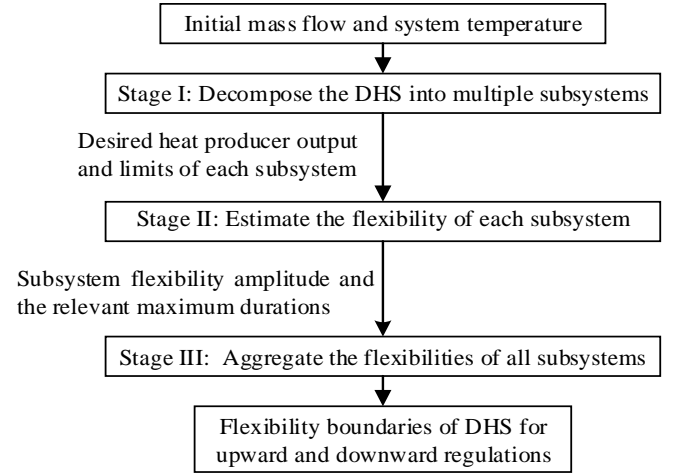 Initial mass flow and system temperature
Stage I: Decompose the DHS into multiple subsystems
Desired heat producer output
and limits of each subsystem
Stage II: Estimate the flexibility of each subsystem
Subsystem flexibility amplitude and
the relevant maximum durations
Stage III: Aggregate the flexibilities of all subsystems
Flexibility boundaries of DHS for
upward and downward regulations